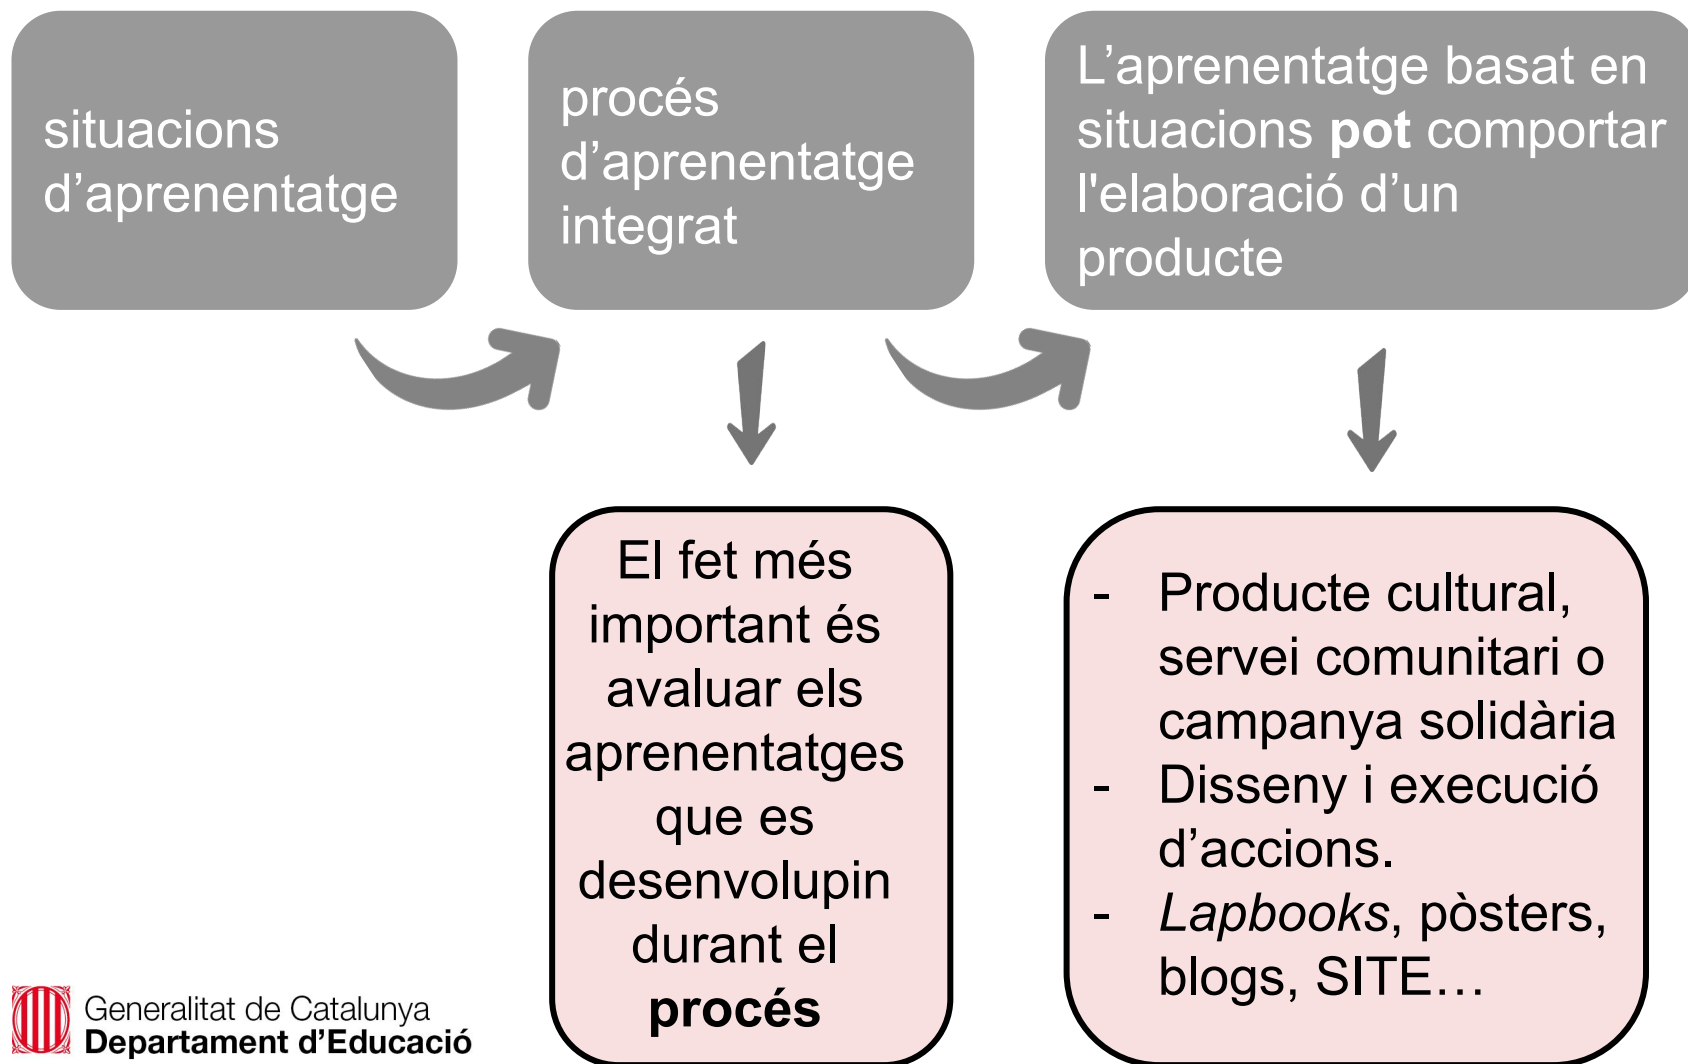 situacions
d’aprenentatge
procés
d’aprenentatge
integrat
L’aprenentatge basat en
situacions pot comportar
l'elaboració d’un
producte
El fet més
important és
avaluar els
aprenentatges
que es
desenvolupin
durant el
procés
- Producte cultural,
servei comunitari o
campanya solidària
- Disseny i execució
d’accions.
- Lapbooks, pòsters,
blogs, SITE…
Generalitat de Catalunya
Departament d’Educació